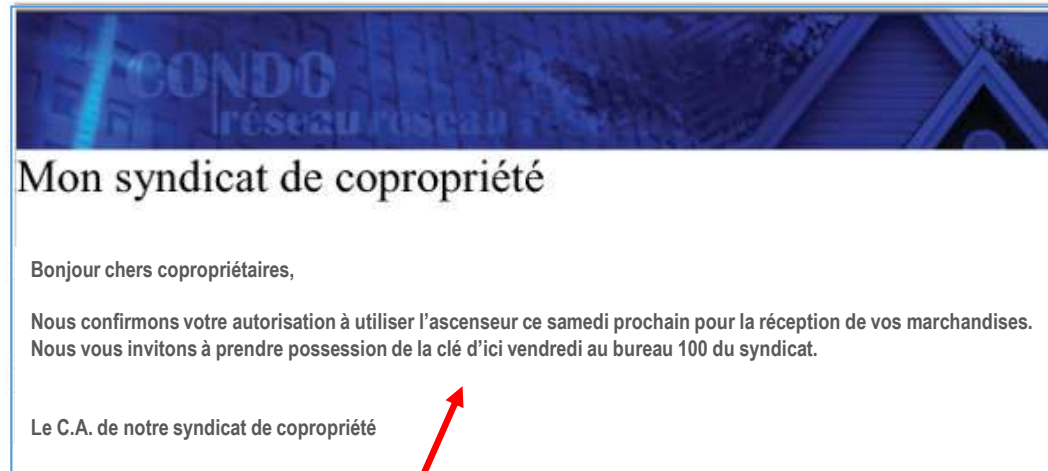 CONDO
réseau
Mon syndicat de copropriété
Bonjour chers copropriétaires,
Nous confirmons votre autorisation à utiliser l’ascenseur ce samedi prochain pour la réception de vos marchandises.
Nous vous invitons à prendre possession de la clé d’ici vendredi au bureau 100 du syndicat.
Le C.A. de notre syndicat de copropriété